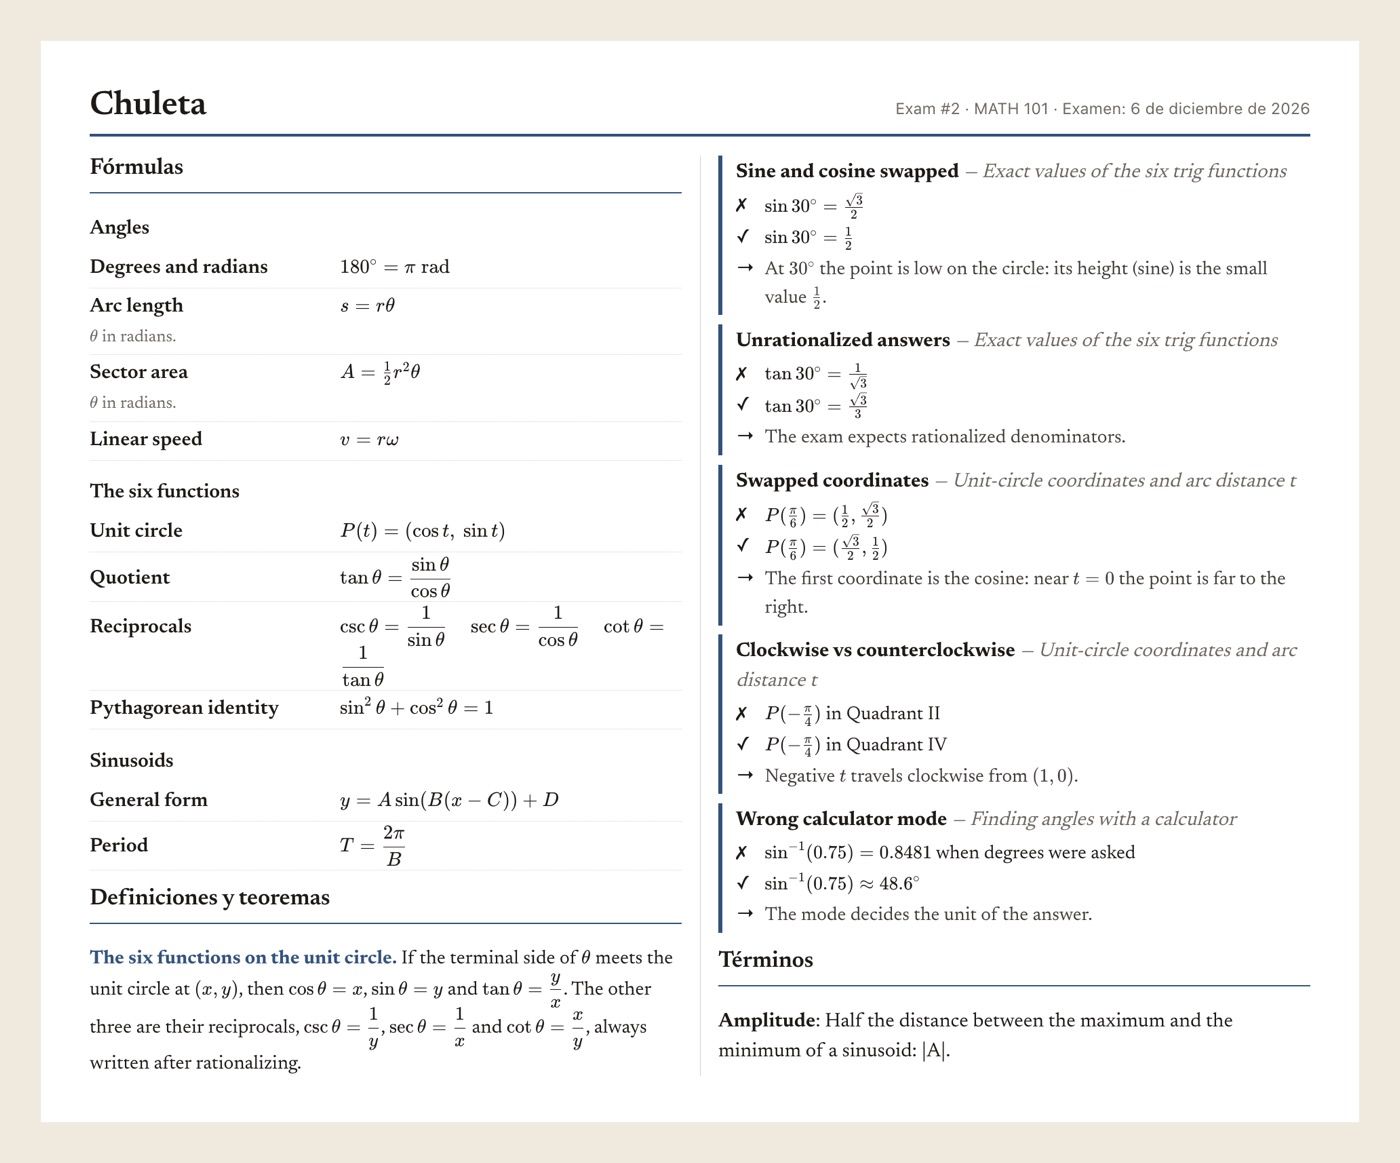 Chuleta
Exam #2 · MATH 101 · Examen: 6 de diciembre de 2026
Fórmulas
Angles
Degrees and radians 180° = π rad
Arc length s = rθ
θ in radians.
Sector area A = 1/2 r²θ
θ in radians.
Linear speed v = rω
The six functions
Unit circle P(t) = (cos t, sin t)
Quotient tan θ = sin θ / cos θ
Reciprocals csc θ = 1 / sin θ sec θ = 1 / cos θ cot θ =
1 / tan θ
Pythagorean identity sin² θ + cos² θ = 1
Sinusoids
General form y = A sin(B(x − C)) + D
Period T = 2π / B
Definiciones y teoremas
The six functions on the unit circle. If the terminal side of θ meets the
unit circle at (x, y), then cos θ = x, sin θ = y and tan θ = y/x. The other
three are their reciprocals, csc θ = 1/y, sec θ = 1/x and cot θ = x/y, always
written after rationalizing.
Sine and cosine swapped – Exact values of the six trig functions
✗ sin 30° = √3/2
✓ sin 30° = 1/2
→ At 30° the point is low on the circle: its height (sine) is the small
value 1/2.
Unrationalized answers – Exact values of the six trig functions
✗ tan 30° = 1/√3
✓ tan 30° = √3/3
→ The exam expects rationalized denominators.
Swapped coordinates – Unit-circle coordinates and arc distance t
✗ P(π/6) = (1/2, √3/2)
✓ P(π/6) = (√3/2, 1/2)
→ The first coordinate is the cosine: near t = 0 the point is far to the
right.
Clockwise vs counterclockwise – Unit-circle coordinates and arc
distance t
✗ P(−π/4) in Quadrant II
✓ P(−π/4) in Quadrant IV
→ Negative t travels clockwise from (1, 0).
Wrong calculator mode – Finding angles with a calculator
✗ sin⁻¹(0.75) = 0.8481 when degrees were asked
✓ sin⁻¹(0.75) ≈ 48.6°
→ The mode decides the unit of the answer.
Términos
Amplitude: Half the distance between the maximum and the
minimum of a sinusoid: |A|.